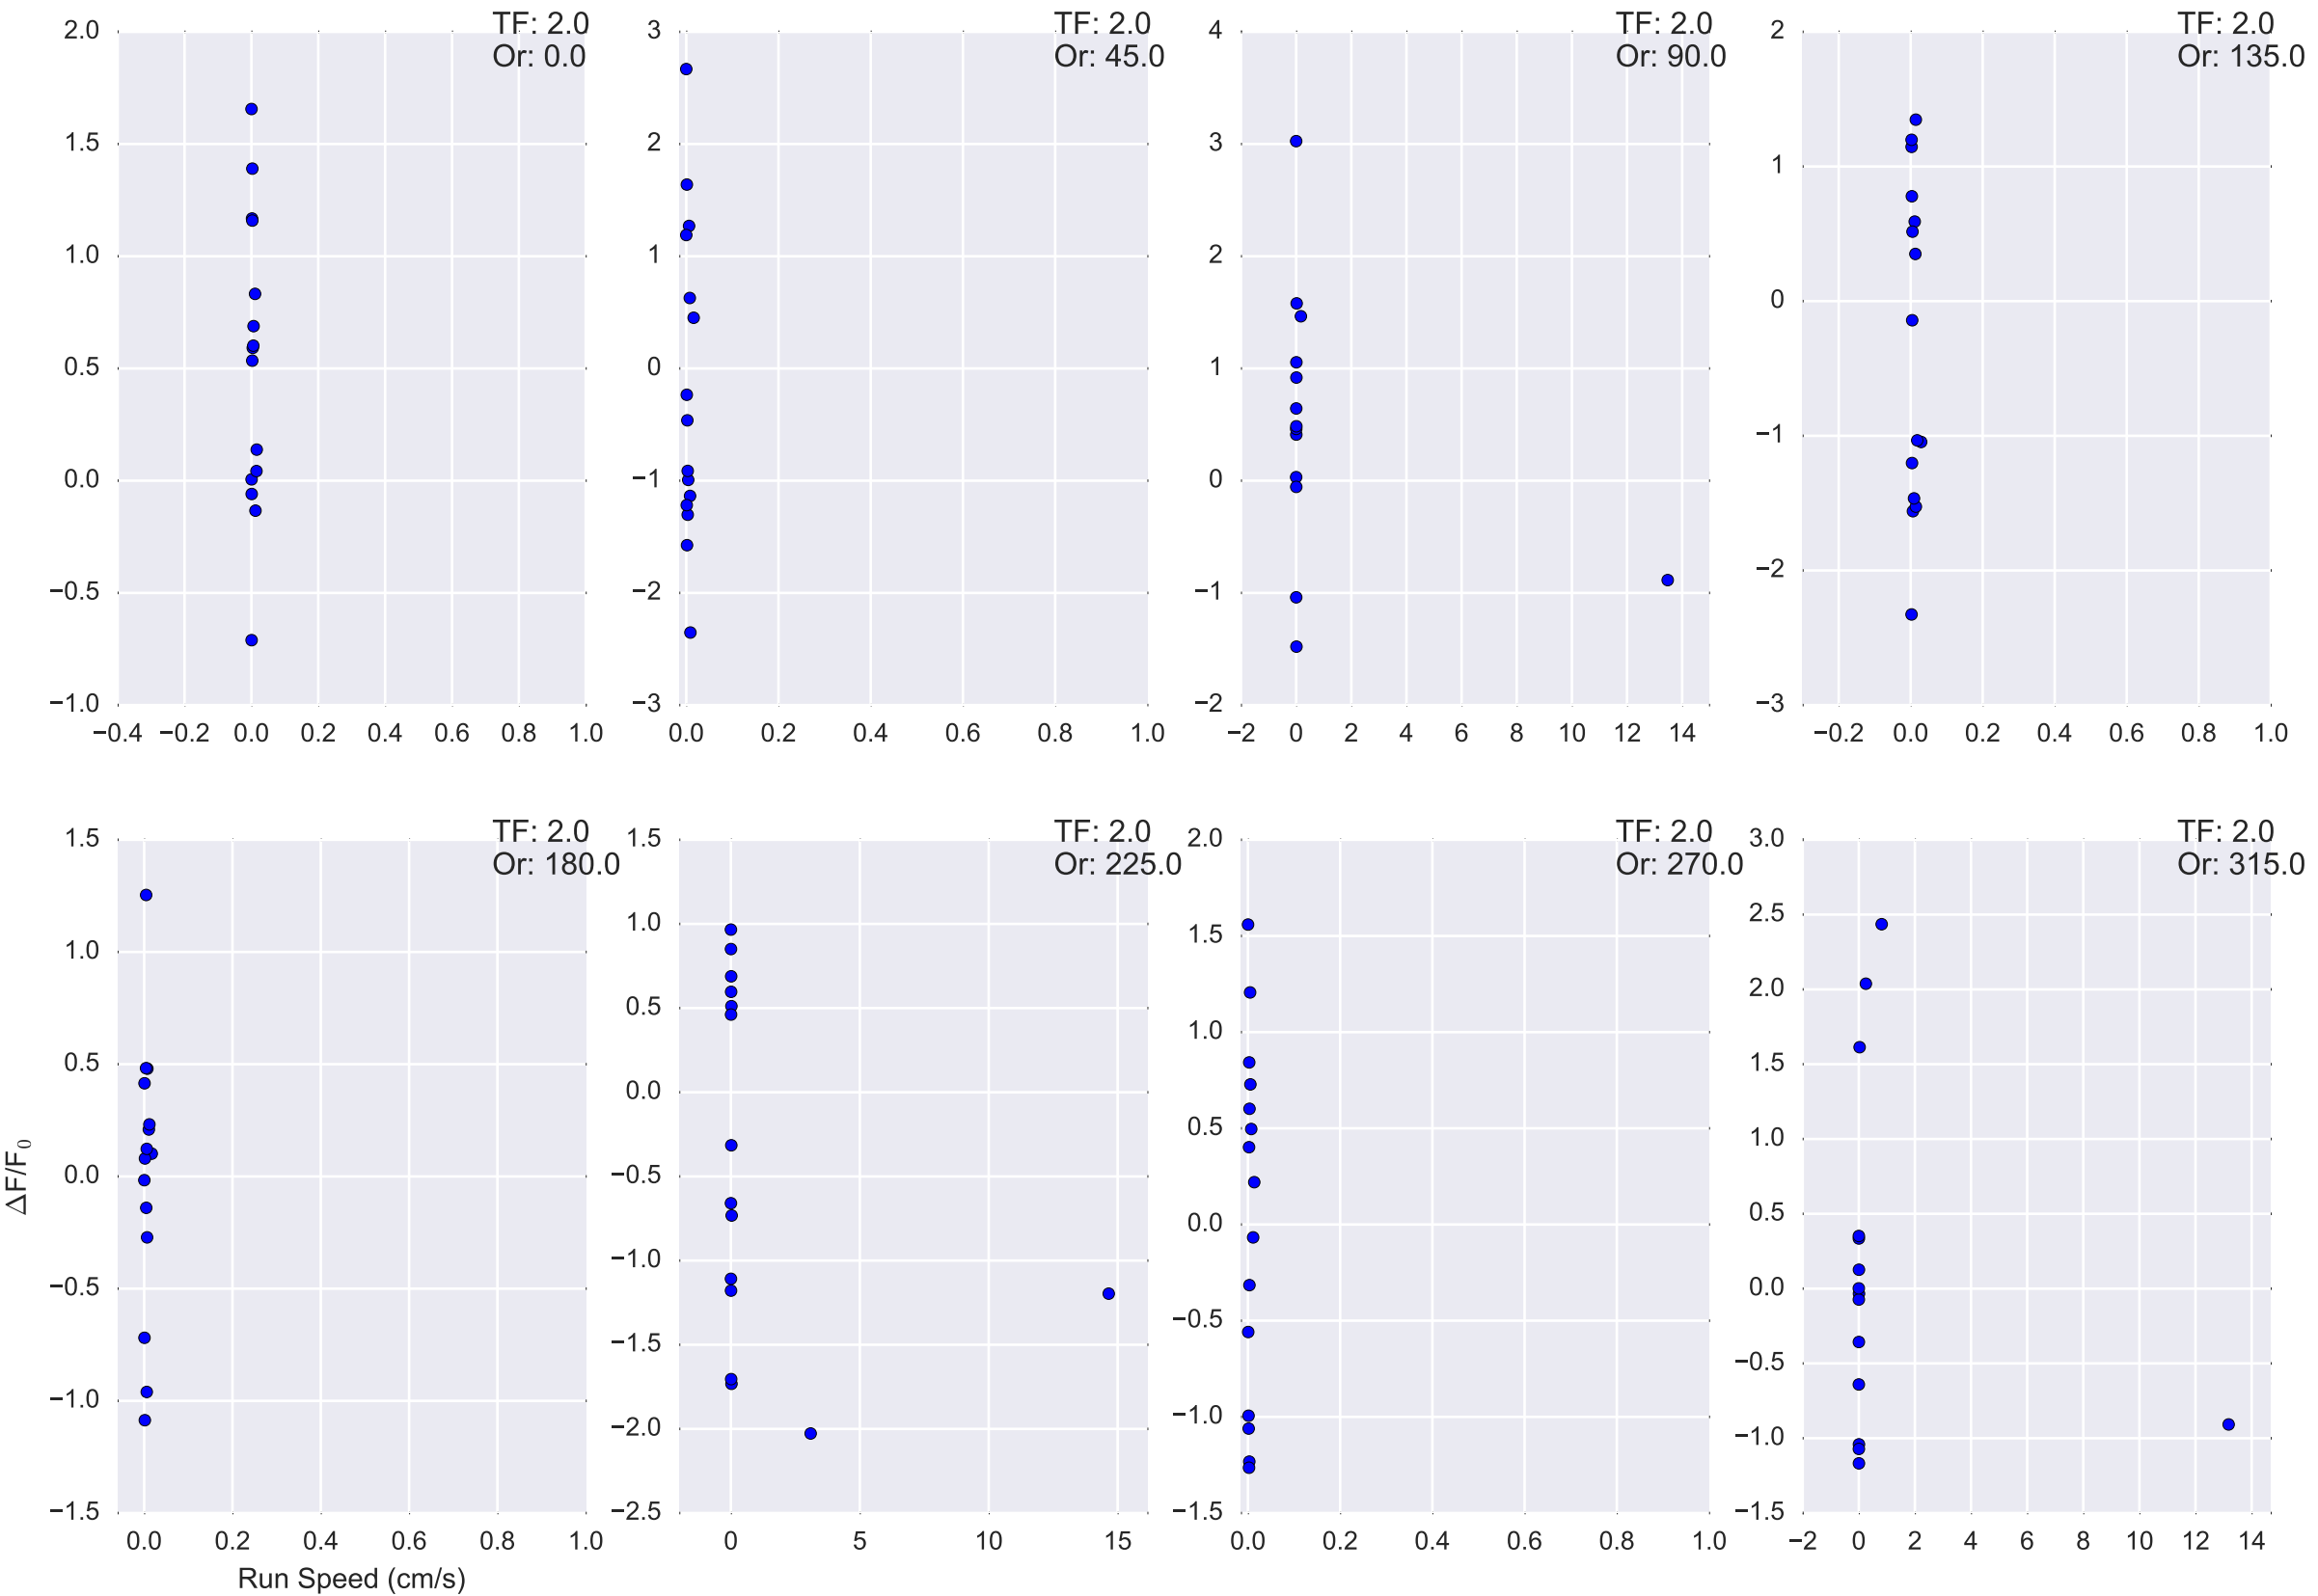 TF: 2.0
Or: 0.0
2.0
1.5
1.0
0.5
0.0
−0.5
−1.0
−0.4 −0.2 0.0 0.2 0.4 0.6 0.8 1.0
TF: 2.0
Or: 45.0
3
2
1
0
−1
−2
−3
0.0 0.2 0.4 0.6 0.8 1.0
TF: 2.0
Or: 90.0
4
3
2
1
0
−1
−2
−2 0 2 4 6 8 10 12 14
TF: 2.0
Or: 135.0
2
1
0
−1
−2
−3
−0.2 0.0 0.2 0.4 0.6 0.8 1.0
TF: 2.0
Or: 180.0
1.5
1.0
0.5
0.0
−0.5
−1.0
−1.5
0.0 0.2 0.4 0.6 0.8 1.0
ΔF/F₀
Run Speed (cm/s)
TF: 2.0
Or: 225.0
1.5
1.0
0.5
0.0
−0.5
−1.0
−1.5
−2.0
−2.5
0 5 10 15
TF: 2.0
Or: 270.0
2.0
1.5
1.0
0.5
0.0
−0.5
−1.0
−1.5
0.0 0.2 0.4 0.6 0.8 1.0
TF: 2.0
Or: 315.0
3.0
2.5
2.0
1.5
1.0
0.5
0.0
−0.5
−1.0
−1.5
−2 0 2 4 6 8 10 12 14